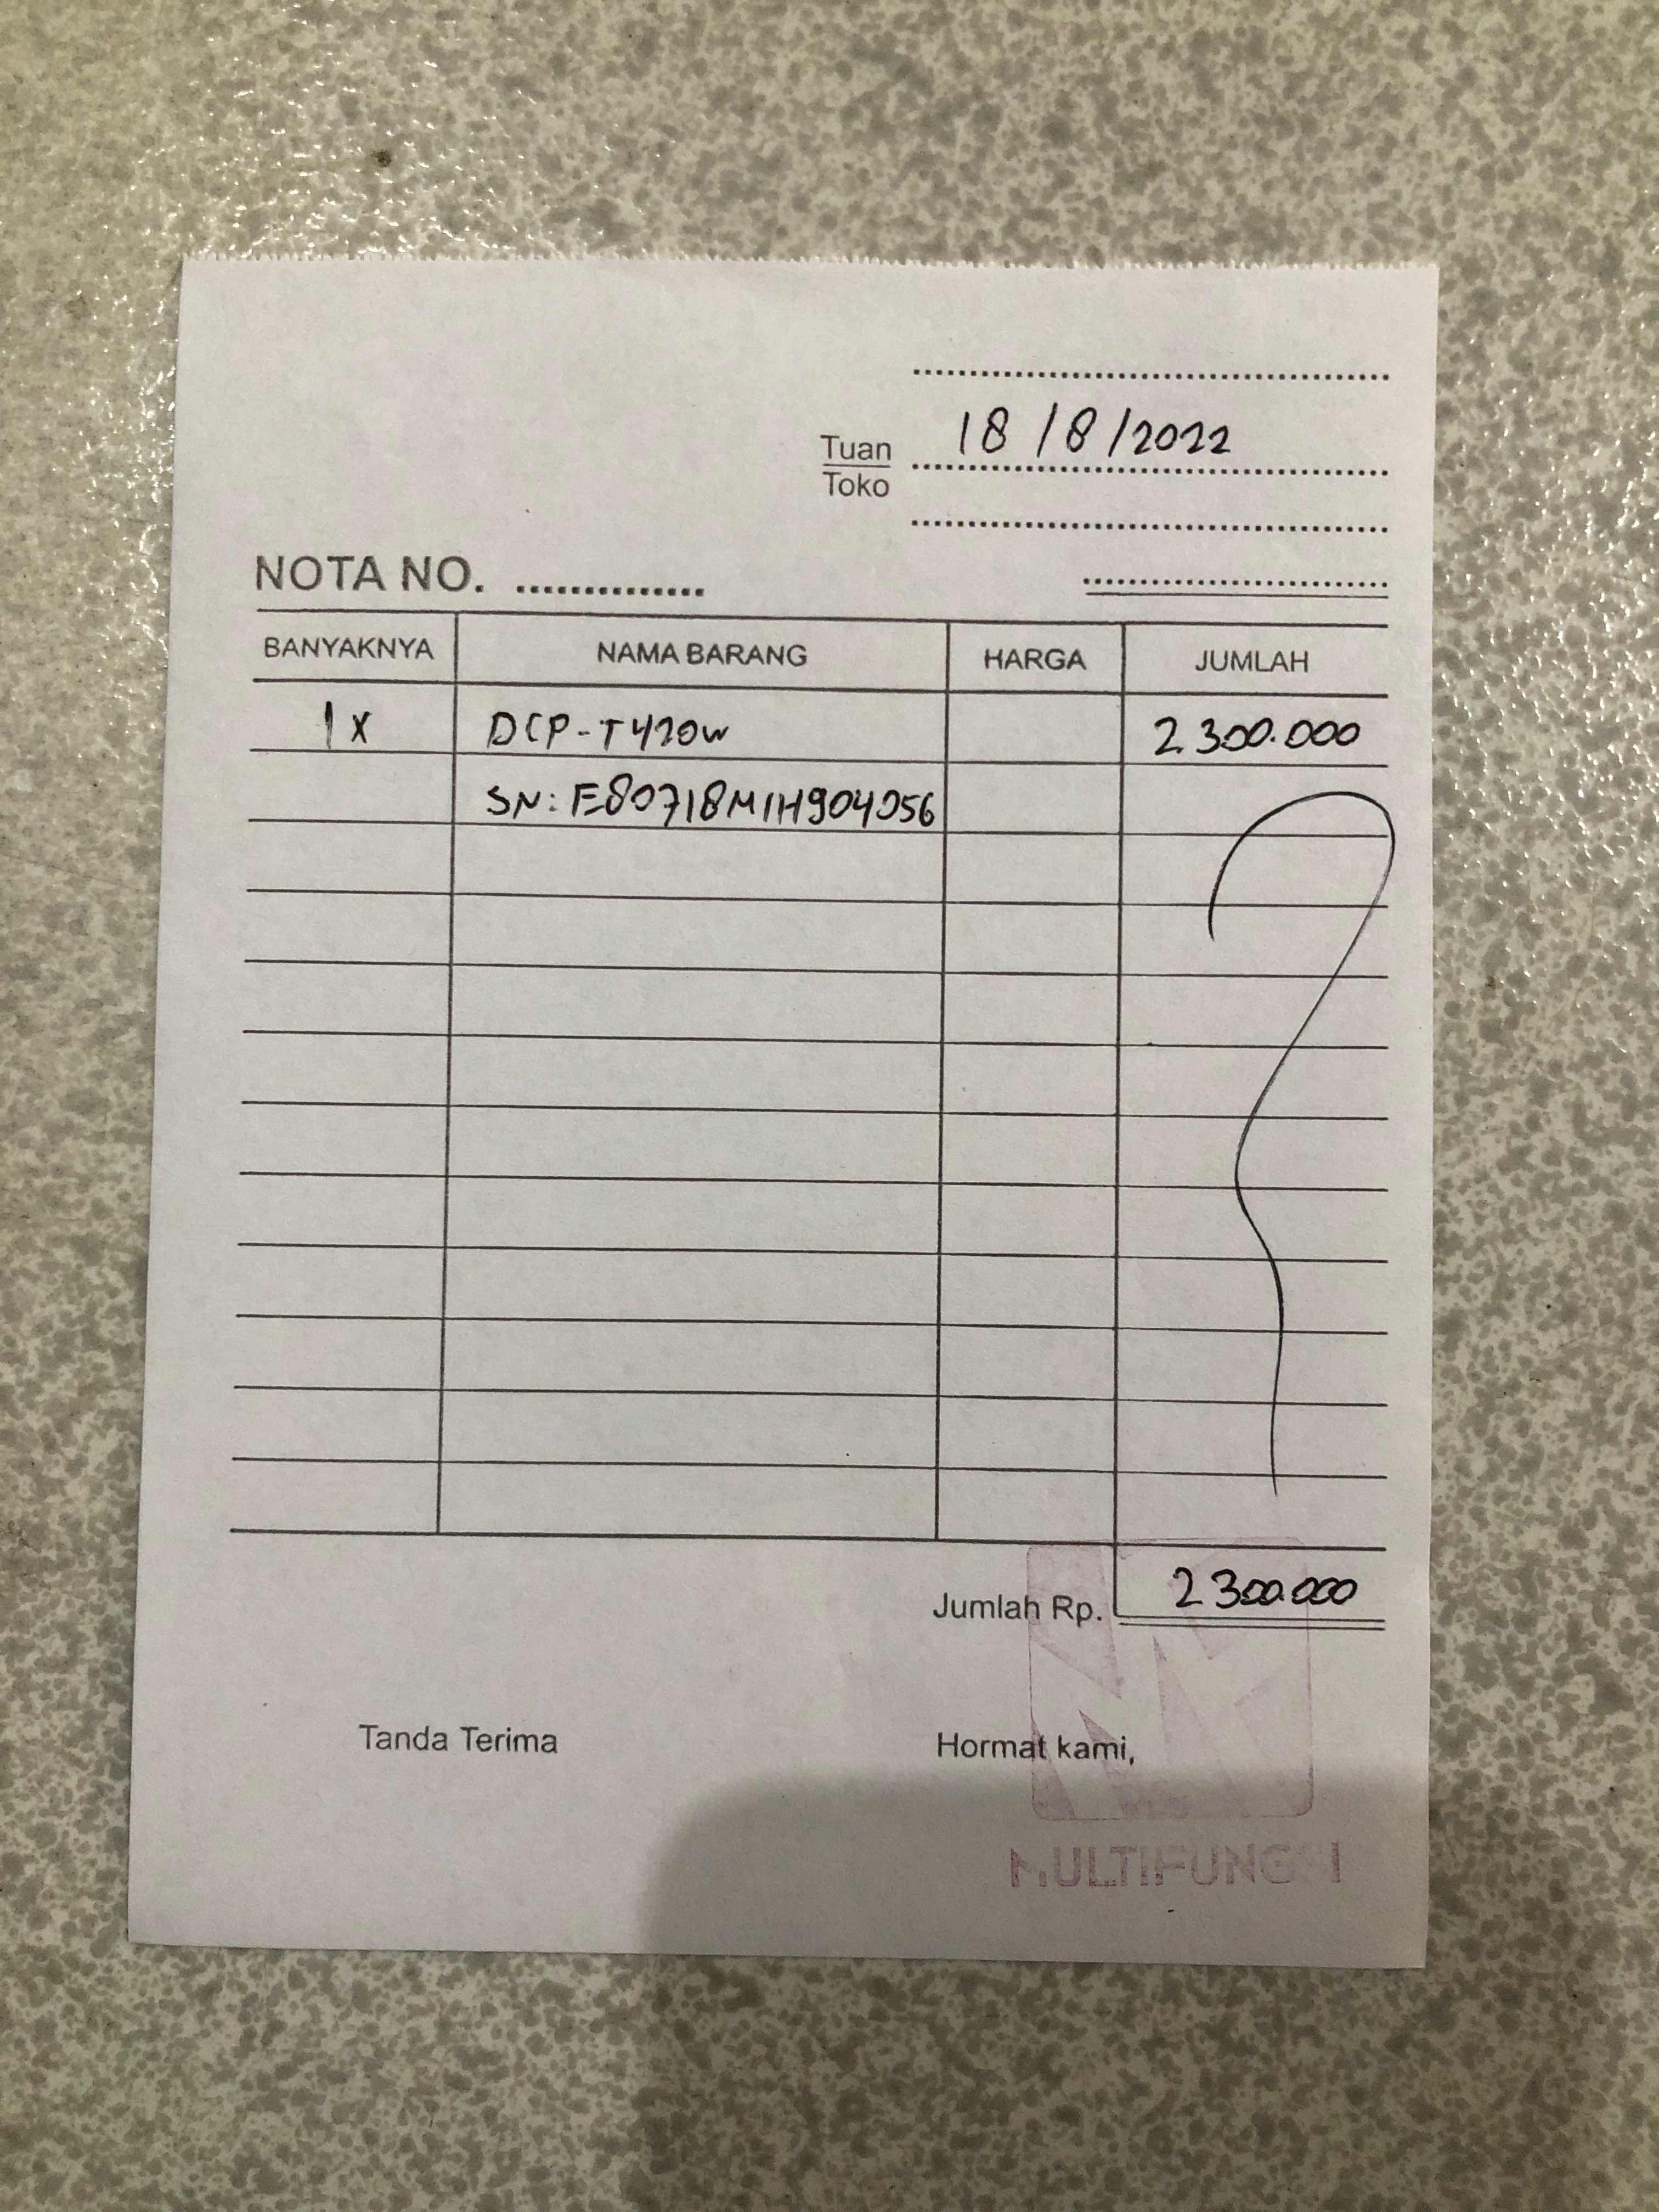 18/8/2022
Tuan
Toko
NOTA NO.
BANYAKNYA NAMA BARANG HARGA JUMLAH
1x DCP-T420W 2.300.000
SN: E80718M1H904056
Jumlah Rp. 2.300.000
Tanda Terima Hormat kami,
MULTIFUNGSI